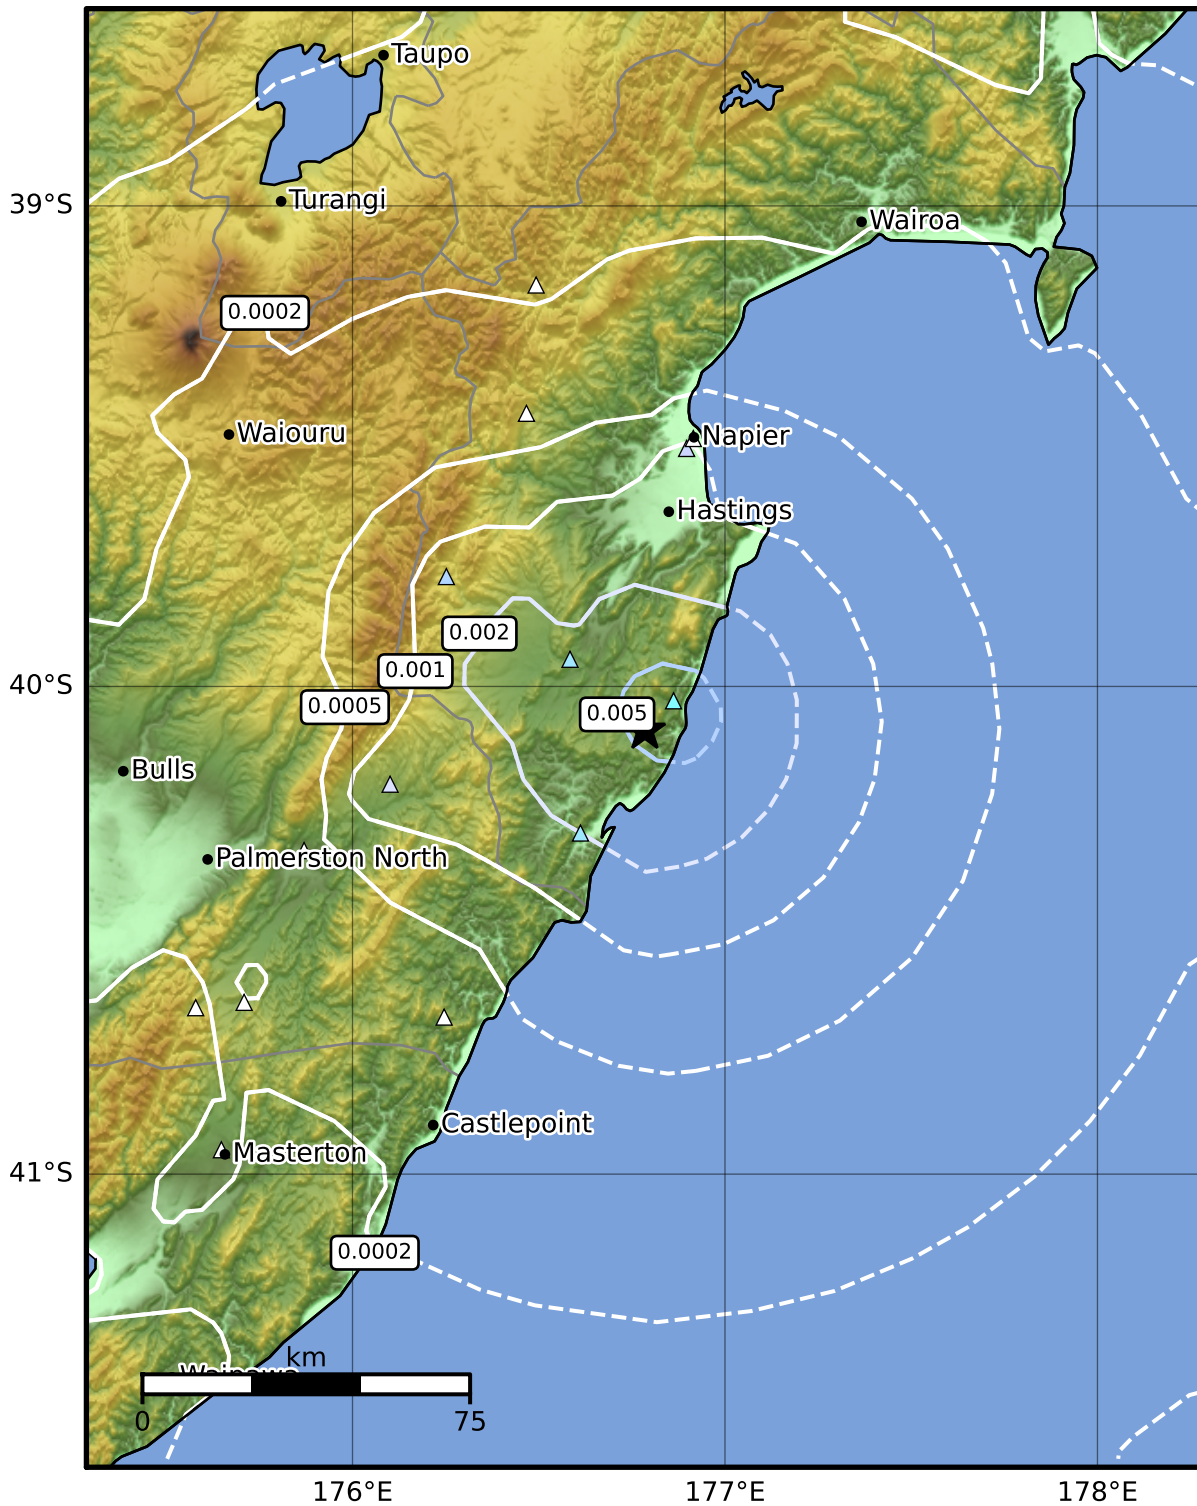 Taupo
Turangi
39°S
Wairoa
0.0002
Waiouru
Napier
Hastings
0.002
0.001
40°S
0.0005
0.005
Bulls
Palmerston North
Castlepoint
Masterton
41°S
0.0002
km
0
75
176°E
177°E
178°E